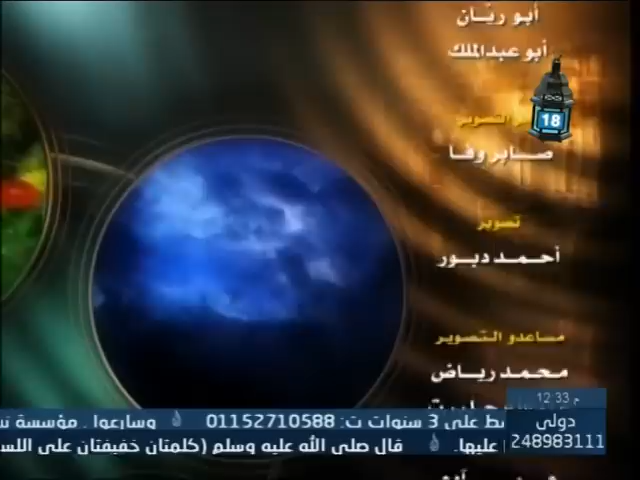 أبو ريّان
أبو عبدالملك
18
التصوير
صابر وفا
تصوير
أحمد دبور
مساعدو التصوير
محمد رياض
12:33 م
دولى
248983111
على 3 سنوات ت: 01152710588 وسارعوا . مؤسسة
عليها. قال صلى الله عليه وسلم (كلمتان خفيفتان على